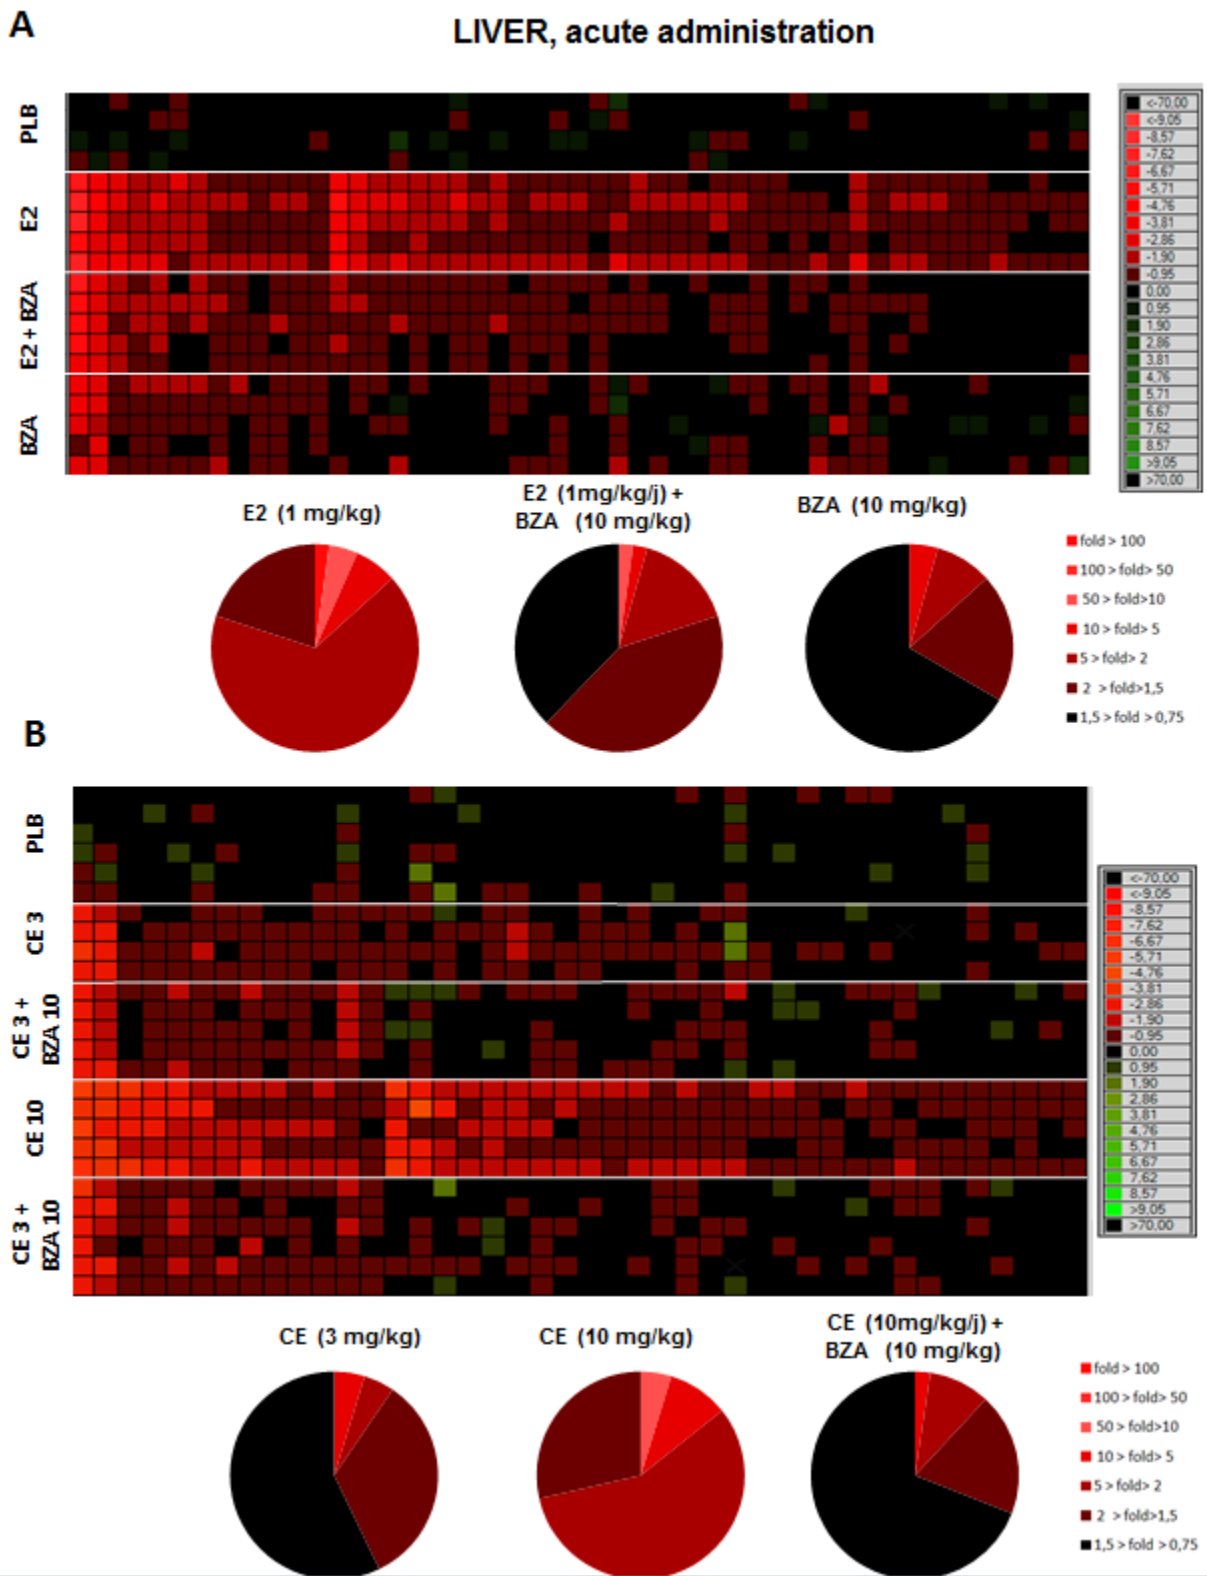 A
LIVER, acute administration
PLB
E2
E2 + BZA
BZA
<-70,00
<-9,05
-8,57
-7,62
-6,67
-5,71
-4,76
-3,81
-2,86
-1,90
-0,95
0,00
0,95
1,90
2,86
3,81
4,76
5,71
6,67
7,62
8,57
>9,05
>70,00
E2 (1 mg/kg)
E2 (1mg/kg/j) +
BZA (10 mg/kg)
BZA (10 mg/kg)
fold > 100
100 > fold> 50
50 > fold>10
10 > fold> 5
5 > fold> 2
2 > fold>1,5
1,5 > fold > 0,75
B
PLB
CE 3
CE 3 +
BZA 10
CE 10
CE 3 +
BZA 10
<-70,00
<-9,05
-8,57
-7,62
-6,67
-5,71
-4,76
-3,81
-2,86
-1,90
-0,95
0,00
0,95
1,90
2,86
3,81
4,76
5,71
6,67
7,62
8,57
>9,05
>70,00
CE (3 mg/kg)
CE (10 mg/kg)
CE (10mg/kg/j) +
BZA (10 mg/kg)
fold > 100
100 > fold> 50
50 > fold>10
10 > fold> 5
5 > fold> 2
2 > fold>1,5
1,5 > fold > 0,75